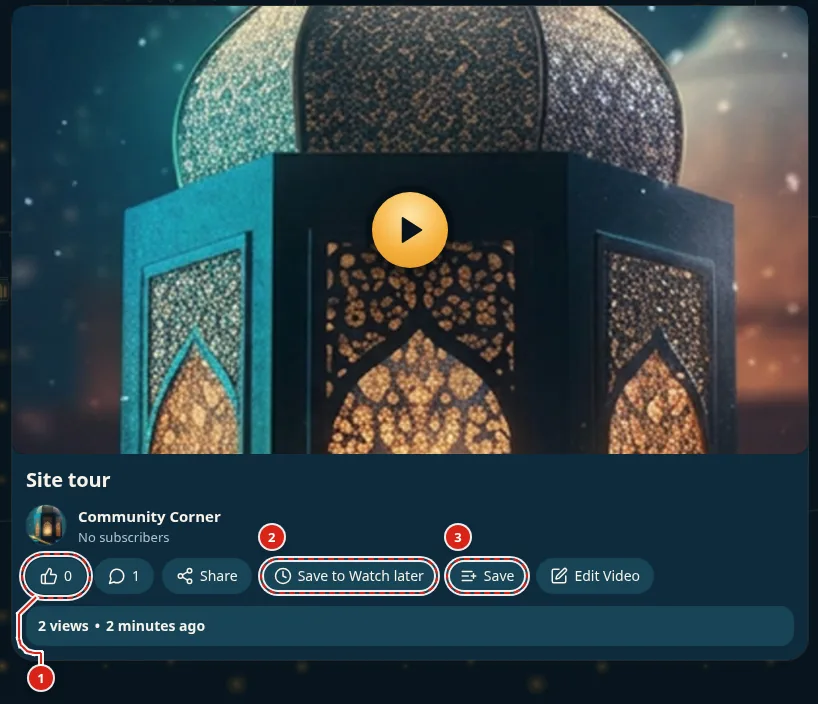 Site tour
Community Corner
No subscribers
2
3
0
1
Share
Save to Watch later
Save
Edit Video
2 views • 2 minutes ago
1